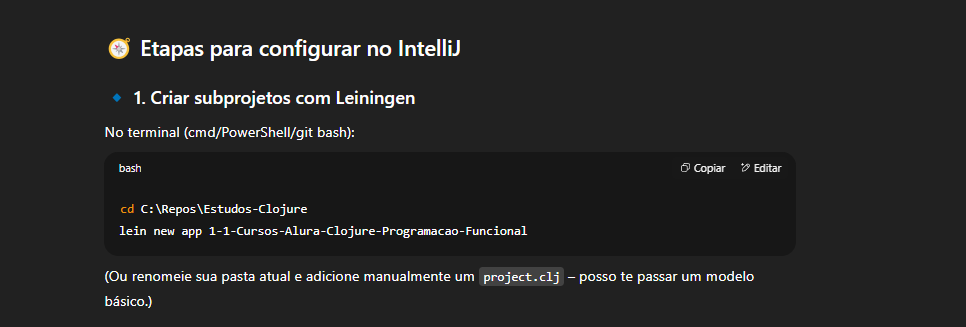 🧭 Etapas para configurar no IntelliJ
🔹 1. Criar subprojetos com Leiningen
No terminal (cmd/PowerShell/git bash):
bash
Copiar
Editar
cd C:\Repos\Estudos-Clojure
lein new app 1-1-Cursos-Alura-Clojure-Programacao-Funcional
(Ou renomeie sua pasta atual e adicione manualmente um project.clj – posso te passar um modelo
básico.)